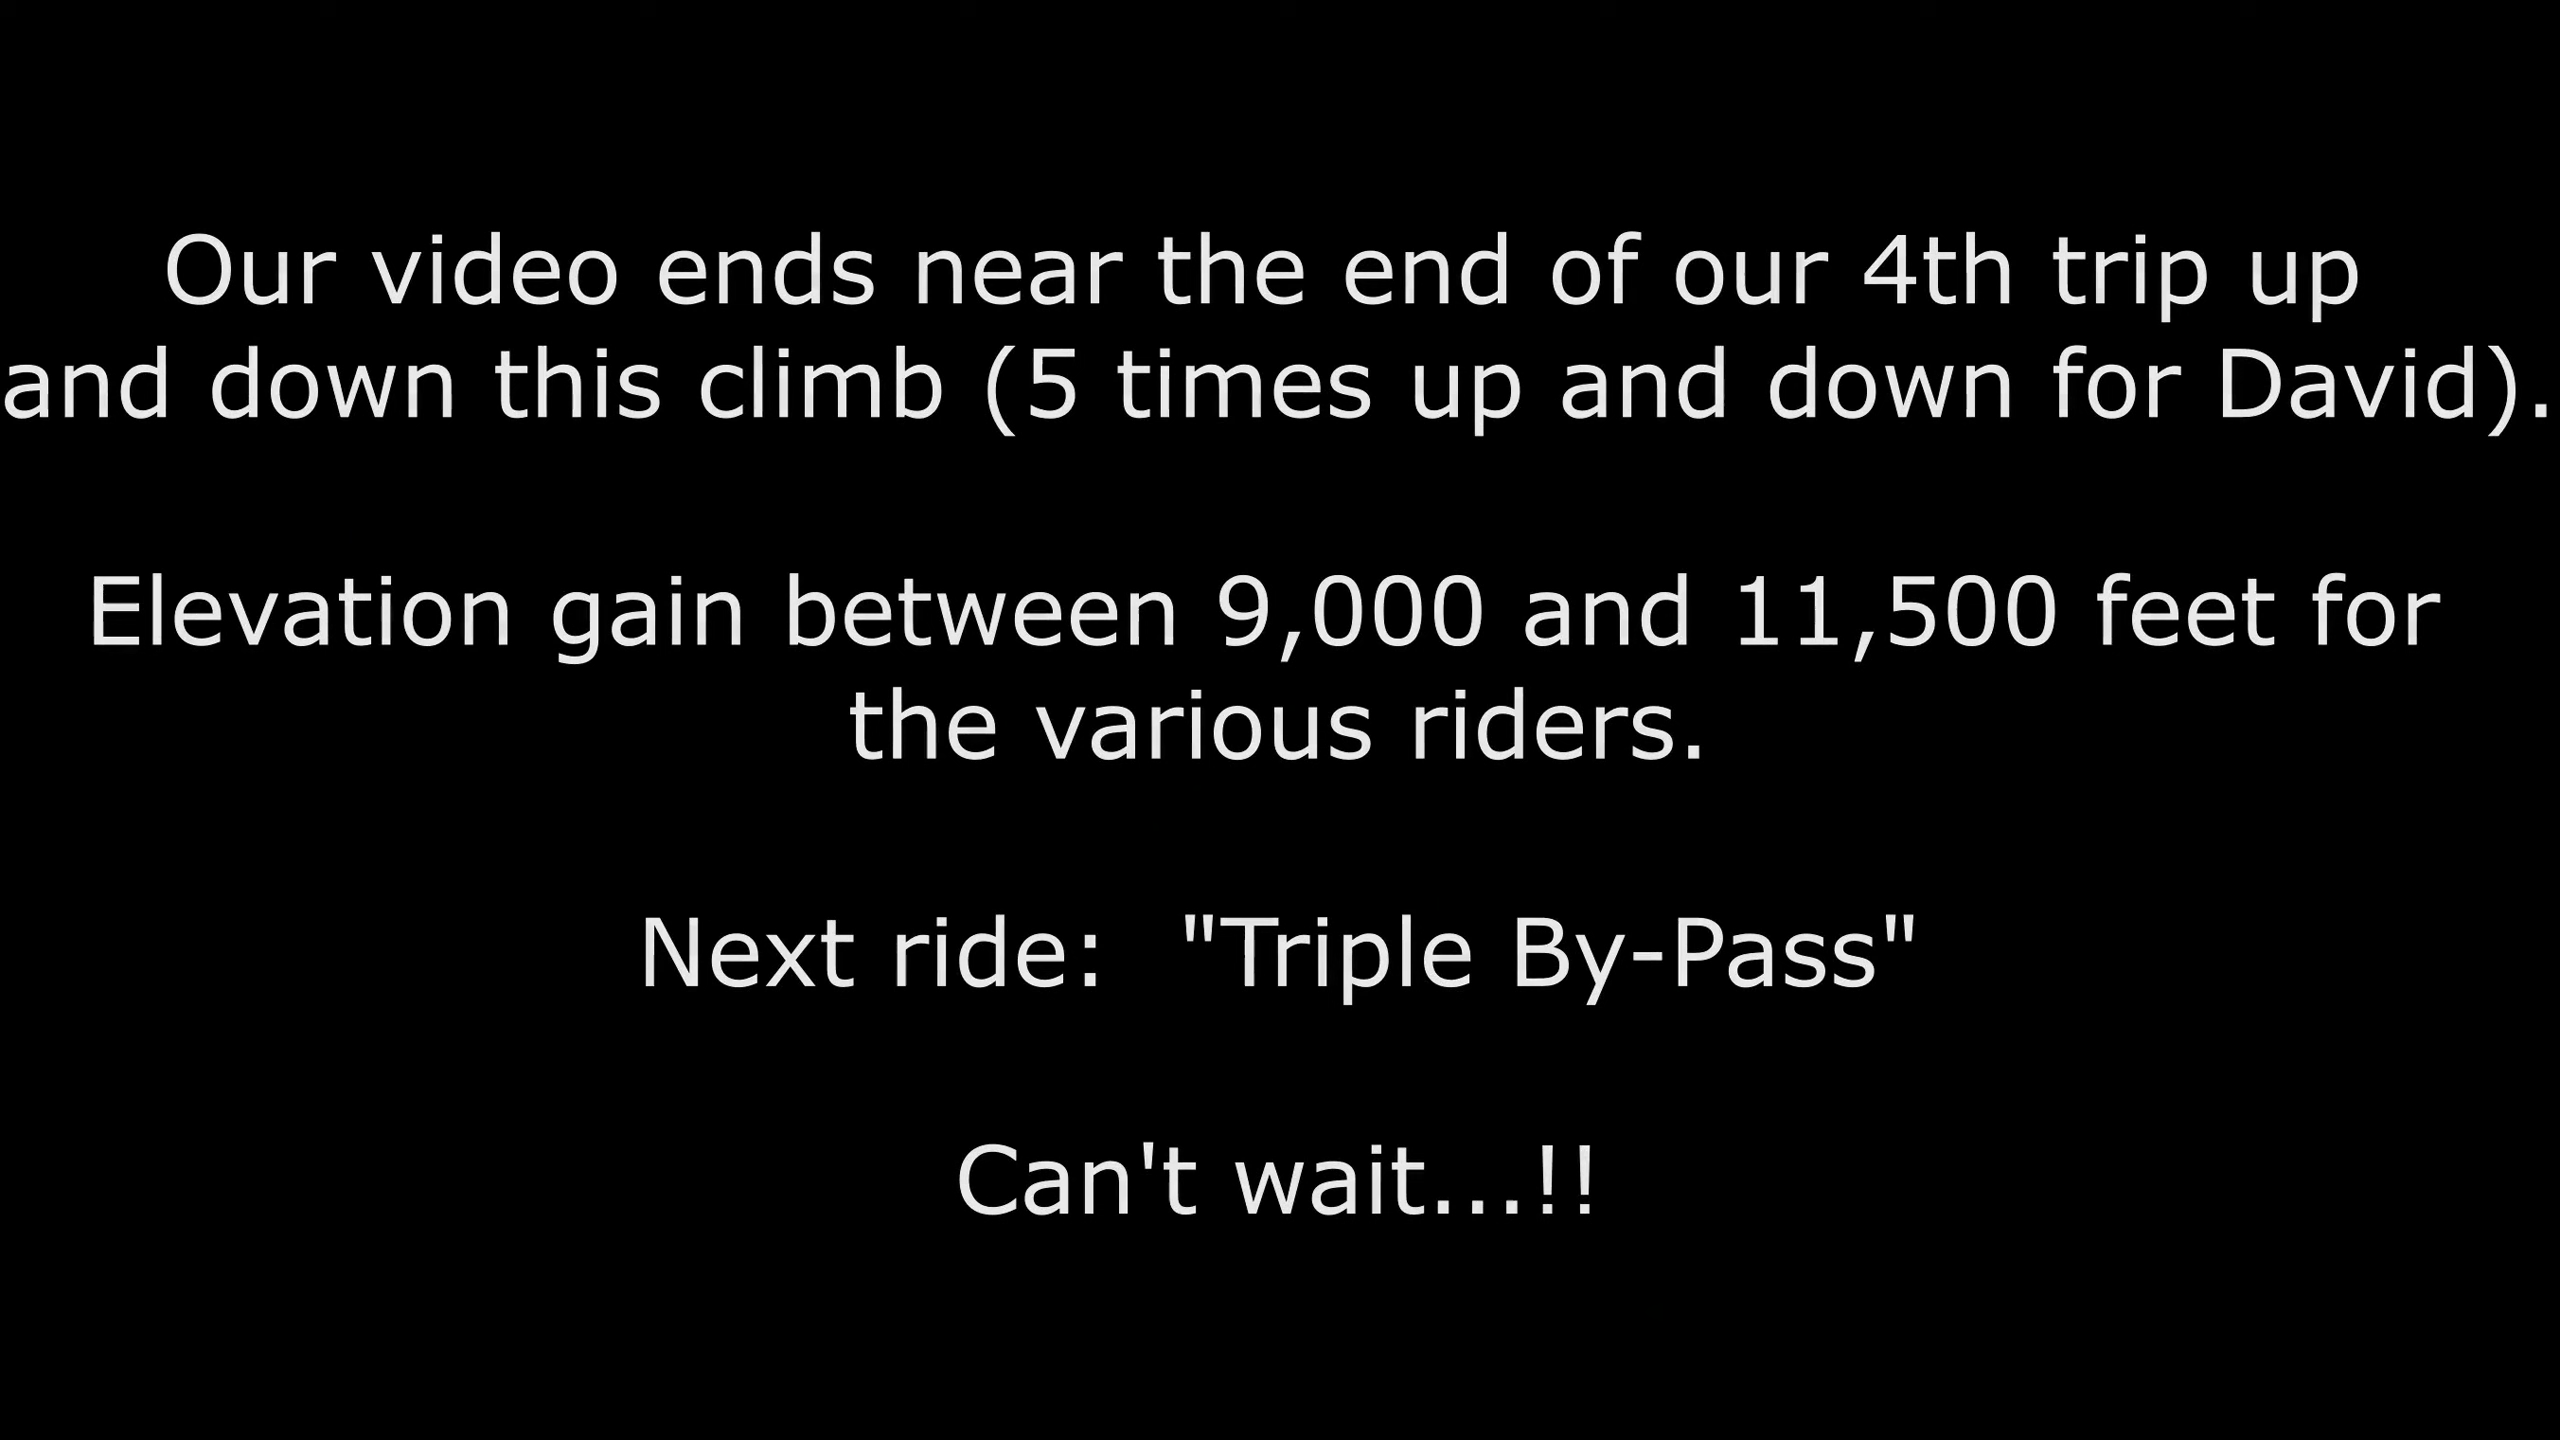 Our video ends near the end of our 4th trip up
and down this climb (5 times up and down for David).
Elevation gain between 9,000 and 11,500 feet for
the various riders.
Next ride:  "Triple By-Pass"
Can't wait...!!